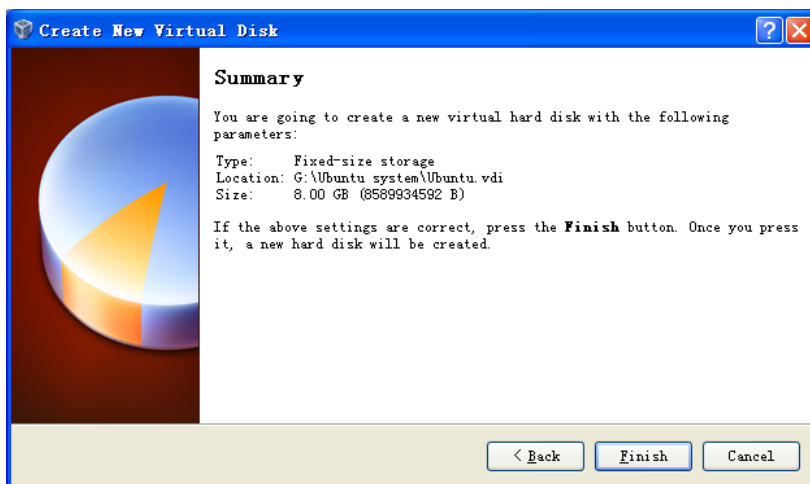 Create New Virtual Disk
Summary
You are going to create a new virtual hard disk with the following
parameters:
Type: Fixed-size storage
Location: G:\Ubuntu system\Ubuntu.vdi
Size: 8.00 GB (8589934592 B)
If the above settings are correct, press the Finish button. Once you press
it, a new hard disk will be created.
< Back Finish Cancel